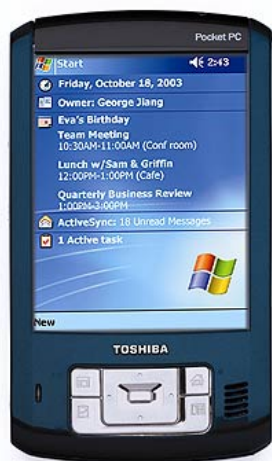 Pocket PC
Start 2:43
Friday, October 18, 2003
Owner: George Jiang
Eva's Birthday
Team Meeting
10:30AM-11:00AM (Conf room)
Lunch w/Sam & Griffin
12:00PM-1:00PM (Cafe)
Quarterly Business Review
1:00PM-3:00PM
ActiveSync: 18 Unread Messages
1 Active task
New
TOSHIBA